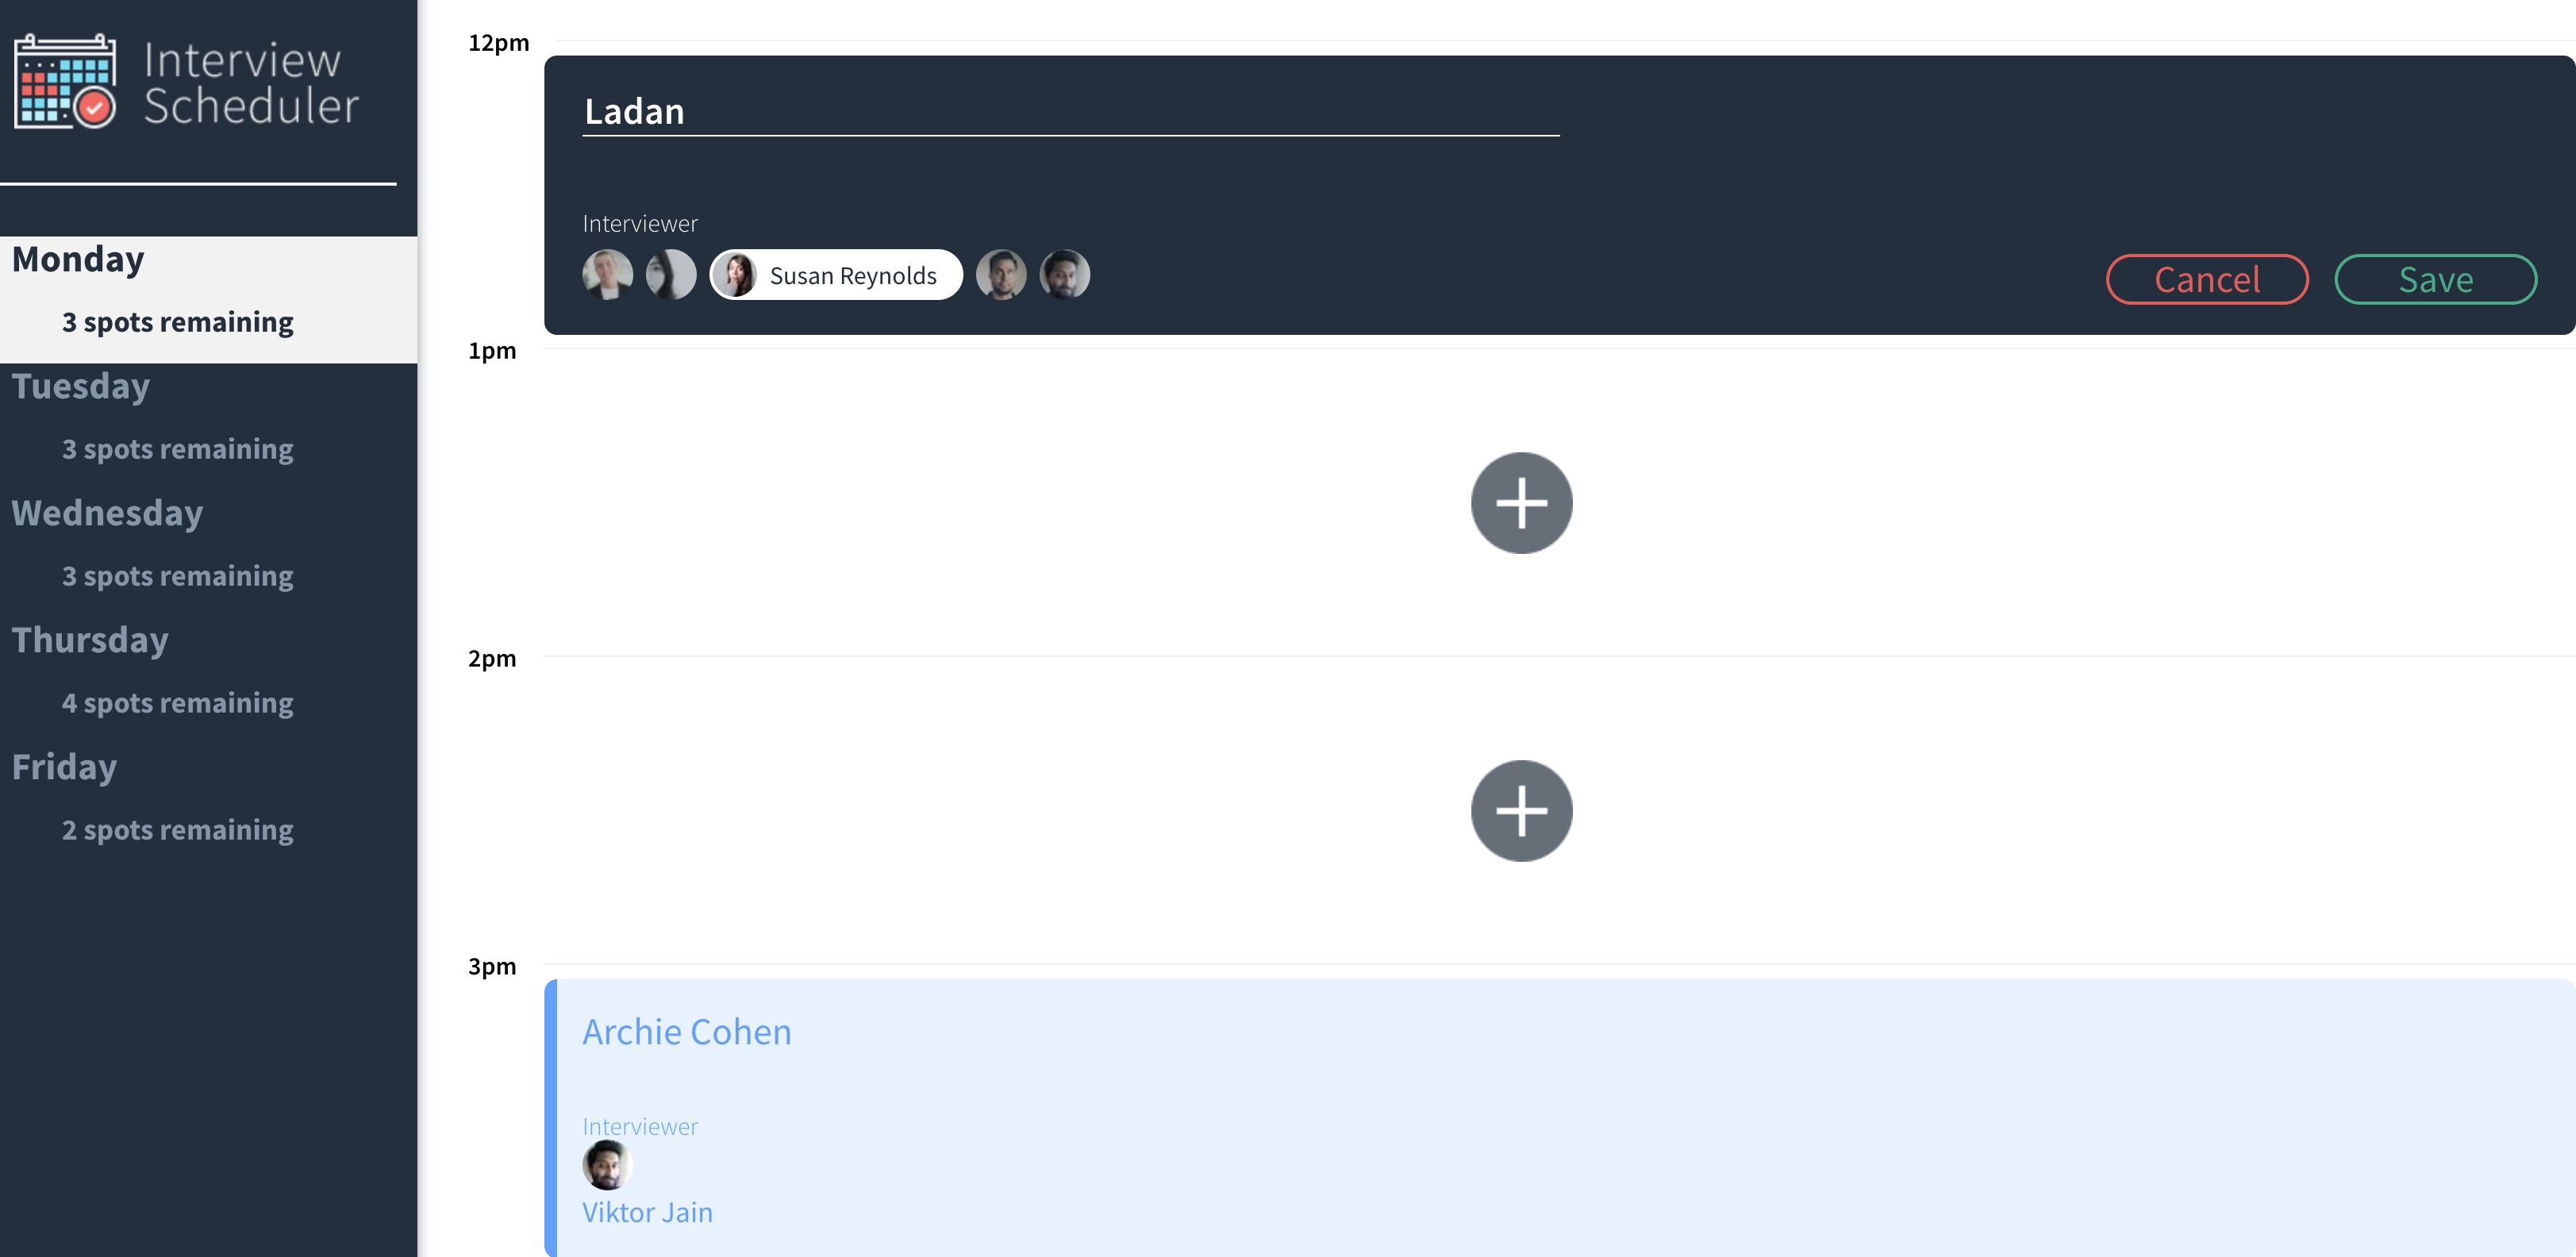 Interview
Scheduler
Monday
3 spots remaining
Tuesday
3 spots remaining
Wednesday
3 spots remaining
Thursday
4 spots remaining
Friday
2 spots remaining
12pm
Ladan
Interviewer
Susan Reynolds
Cancel
Save
1pm
2pm
3pm
Archie Cohen
Interviewer
Viktor Jain